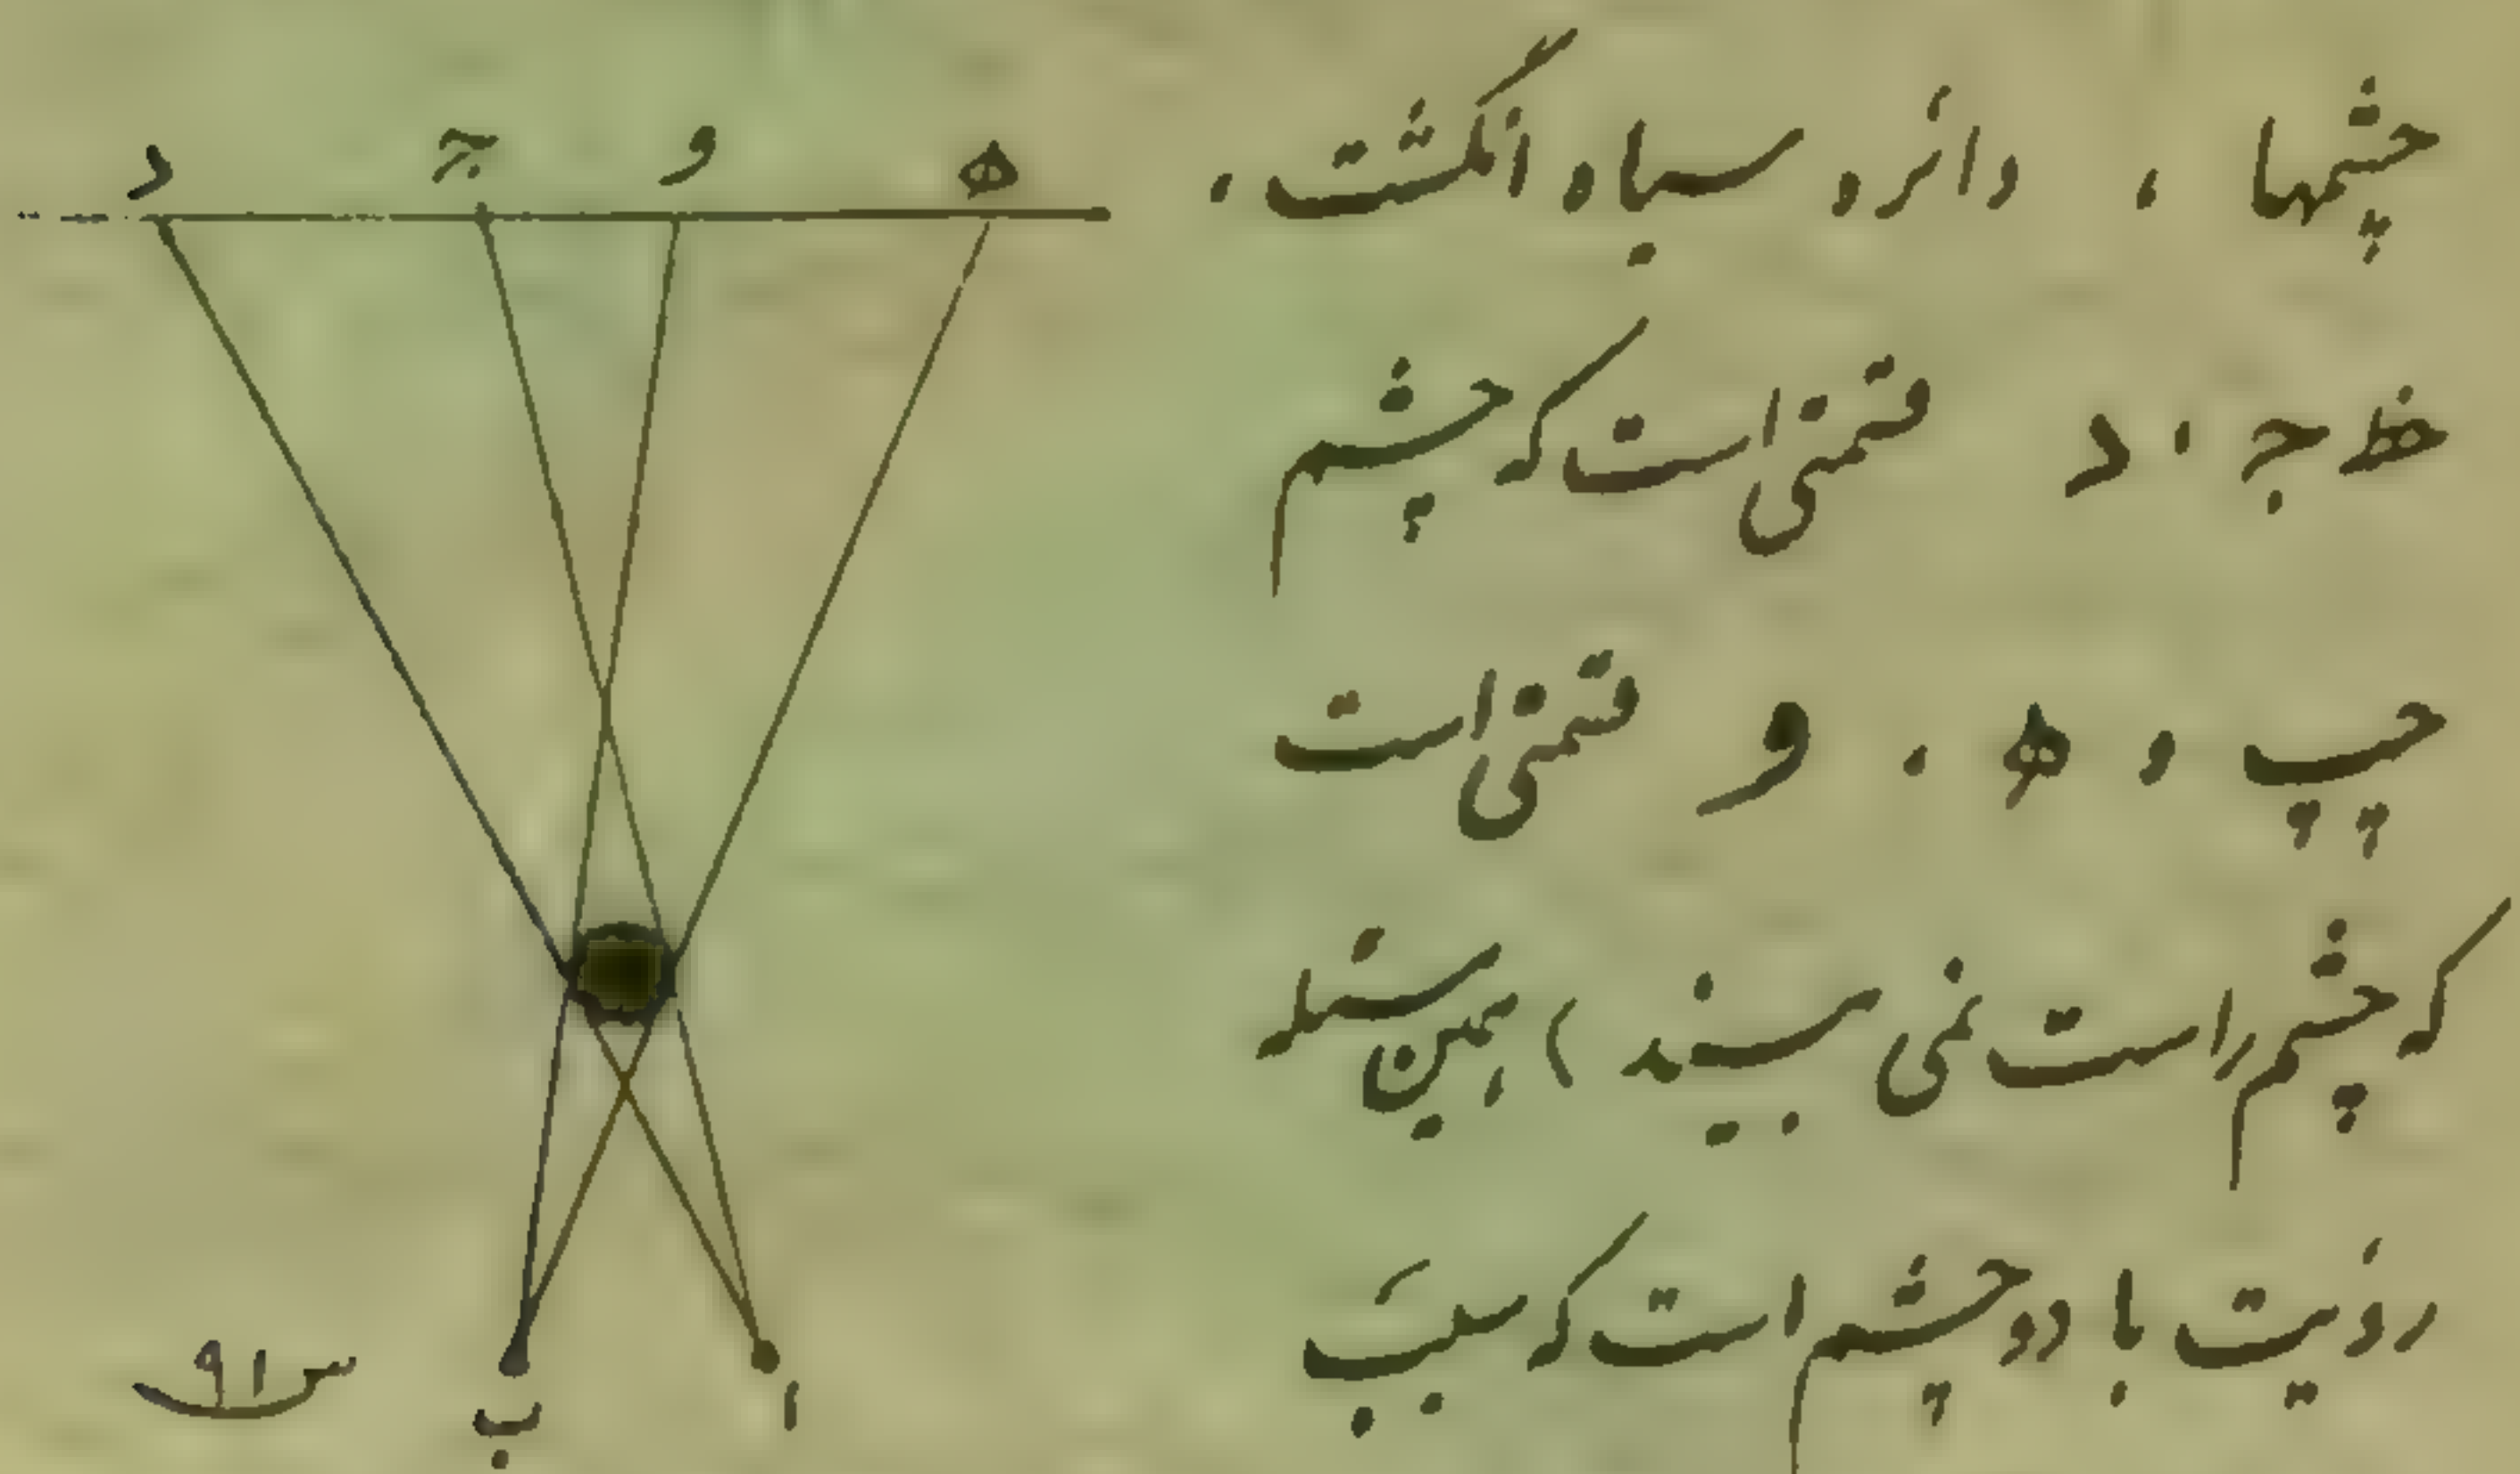 چشمها ، دائره سیاه انگشت ،
خط ج ، د قسمتی است که چشم
چپ ، ه ، و قسمتی است
که چشم راست نمی بیند ) همین مسئله
رؤیت با دو چشم است که سبب
د ج و ه
ب ا
ص ۹۱